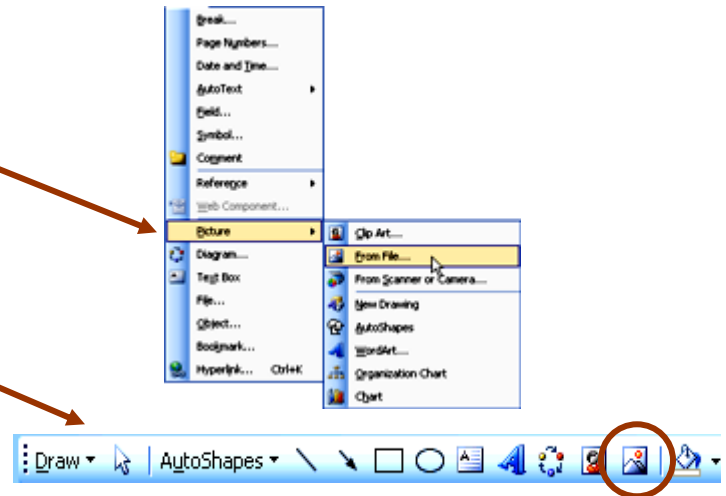 Break...
Page Numbers...
Date and Time...
AutoText
Field...
Symbol...
Comment
Reference
Web Component...
Picture
Clip Art...
Diagram...
From File...
Text Box
From Scanner or Camera...
File...
New Drawing
Object...
AutoShapes
Bookmark...
WordArt...
Hyperlink... Ctrl+K
Organization Chart
Chart
Draw AutoShapes